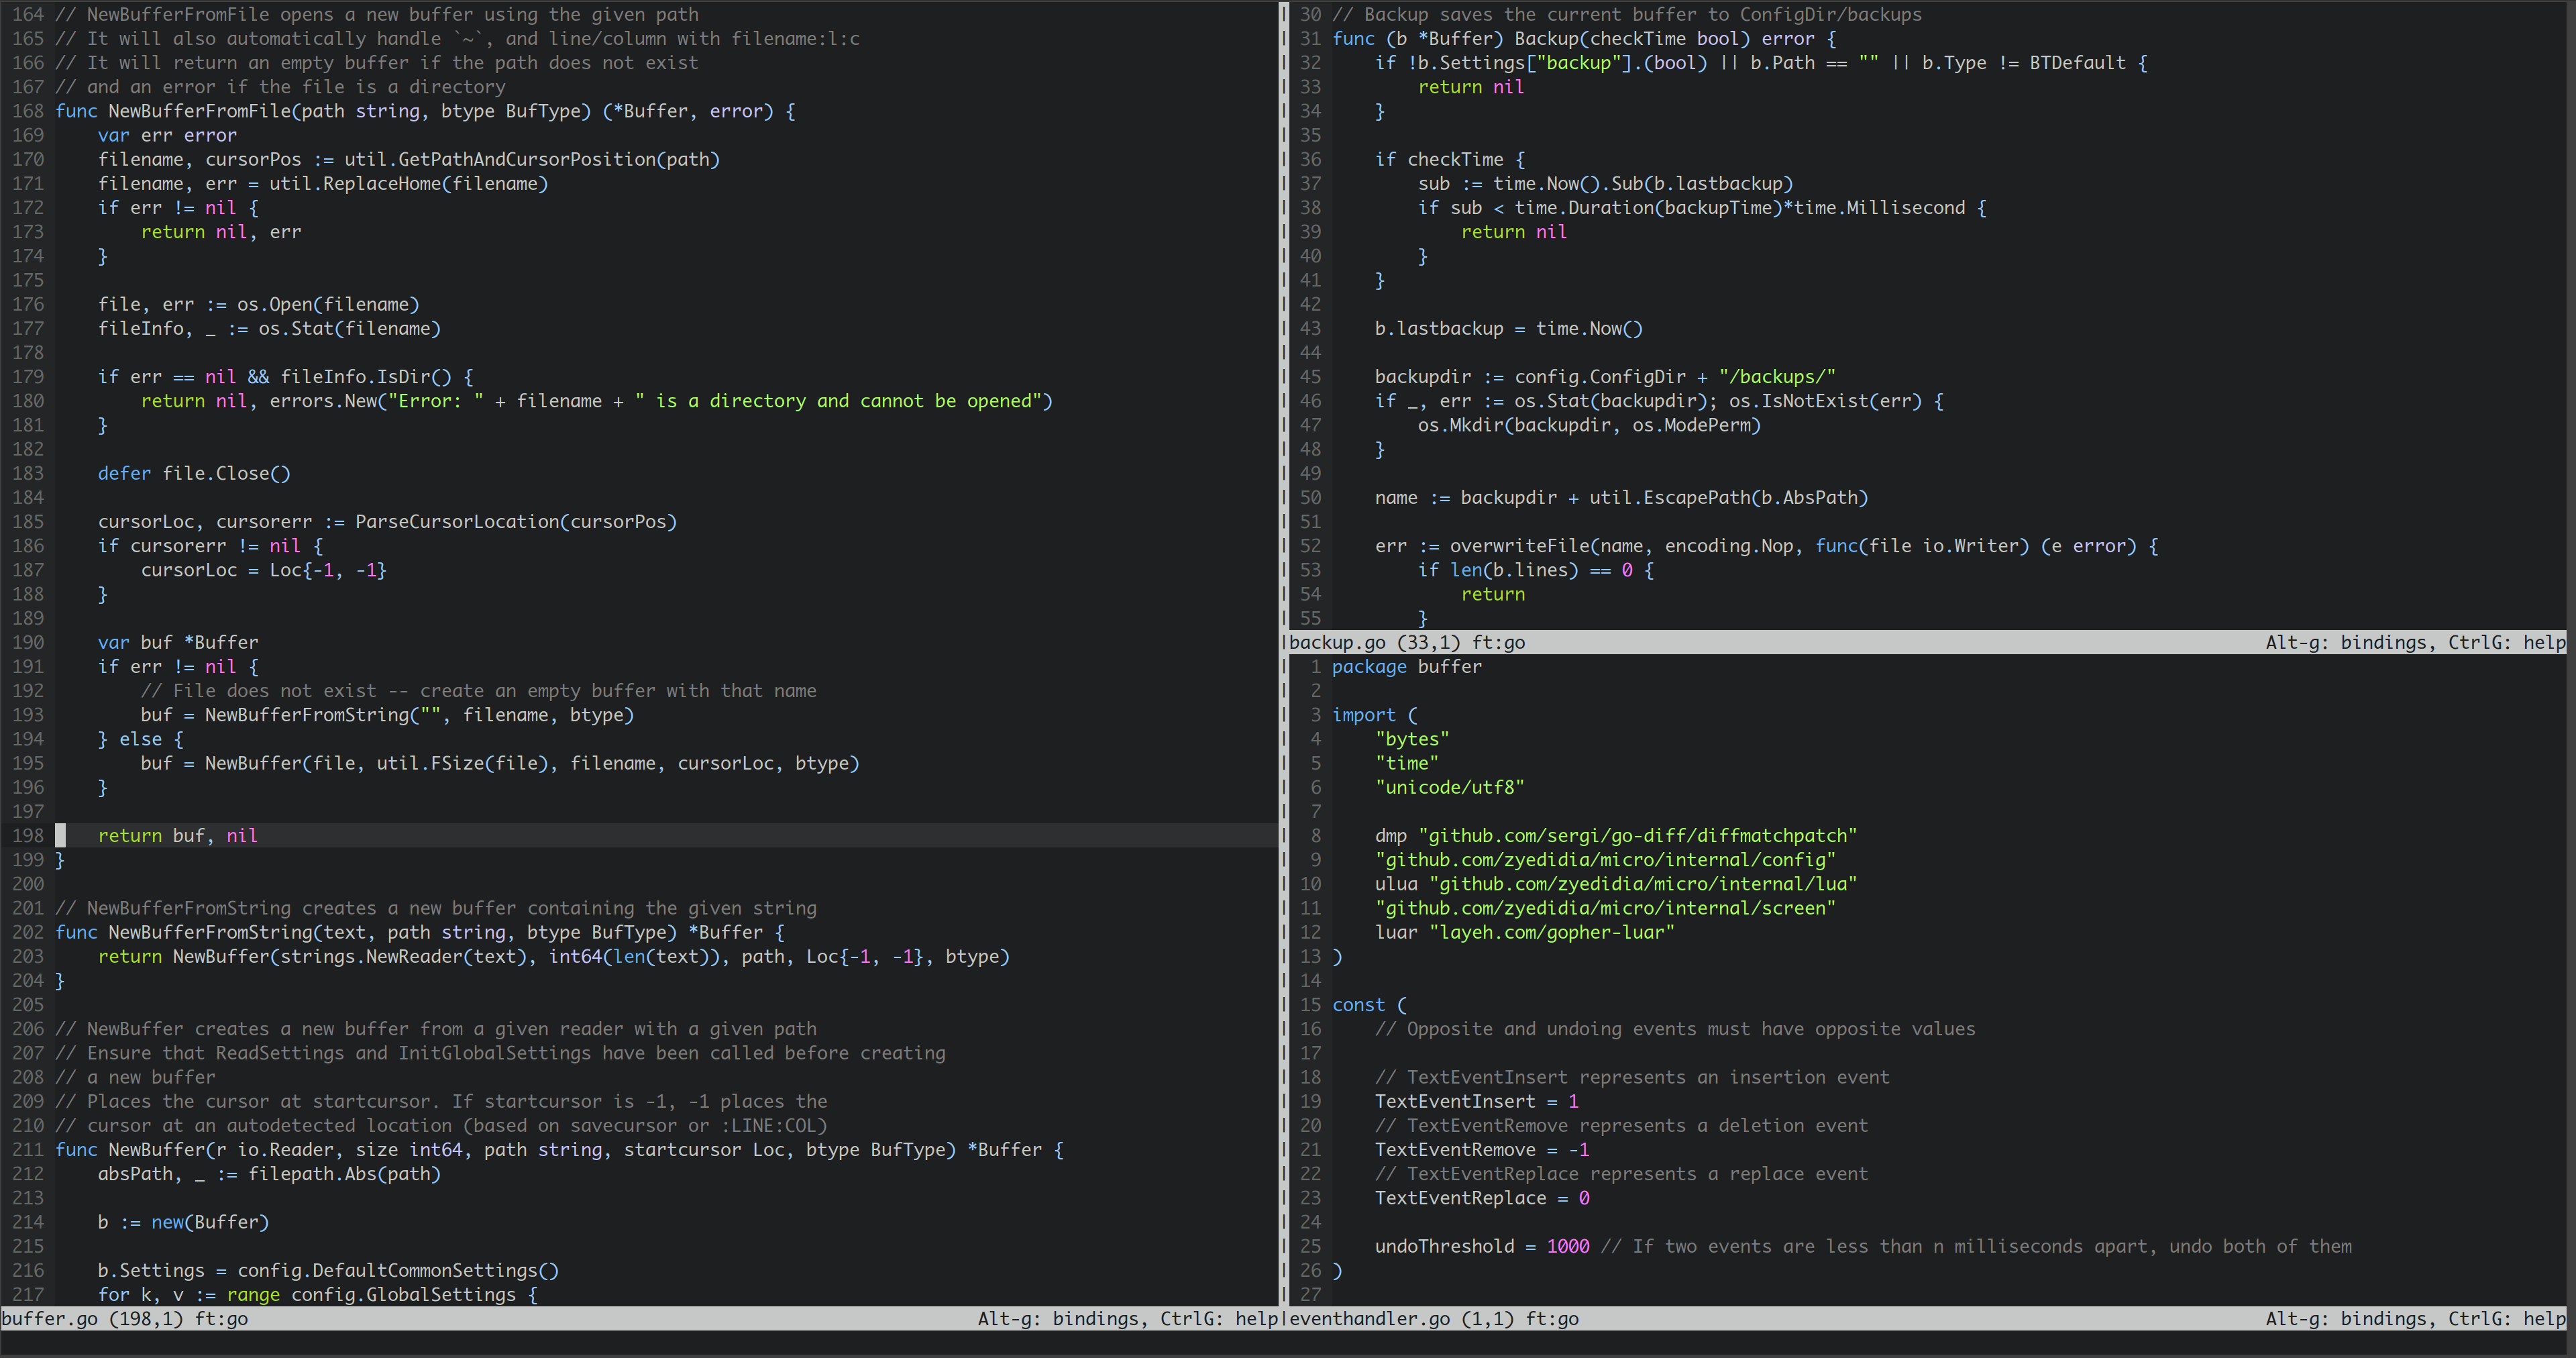 164 // NewBufferFromFile opens a new buffer using the given path
165 // It will also automatically handle `~`, and line/column with filename:l:c
166 // It will return an empty buffer if the path does not exist
167 // and an error if the file is a directory
168 func NewBufferFromFile(path string, btype BufType) (*Buffer, error) {
169     var err error
170     filename, cursorPos := util.GetPathAndCursorPosition(path)
171     filename, err = util.ReplaceHome(filename)
172     if err != nil {
173         return nil, err
174     }
175
176     file, err := os.Open(filename)
177     fileInfo, _ := os.Stat(filename)
178
179     if err == nil && fileInfo.IsDir() {
180         return nil, errors.New("Error: " + filename + " is a directory and cannot be opened")
181     }
182
183     defer file.Close()
184
185     cursorLoc, cursorerr := ParseCursorLocation(cursorPos)
186     if cursorerr != nil {
187         cursorLoc = Loc{-1, -1}
188     }
189
190     var buf *Buffer
191     if err != nil {
192         // File does not exist -- create an empty buffer with that name
193         buf = NewBufferFromString("", filename, btype)
194     } else {
195         buf = NewBuffer(file, util.FSize(file), filename, cursorLoc, btype)
196     }
197
198     return buf, nil
199 }
200
201 // NewBufferFromString creates a new buffer containing the given string
202 func NewBufferFromString(text, path string, btype BufType) *Buffer {
203     return NewBuffer(strings.NewReader(text), int64(len(text)), path, Loc{-1, -1}, btype)
204 }
205
206 // NewBuffer creates a new buffer from a given reader with a given path
207 // Ensure that ReadSettings and InitGlobalSettings have been called before creating
208 // a new buffer
209 // Places the cursor at startcursor. If startcursor is -1, -1 places the
210 // cursor at an autodetected location (based on savecursor or :LINE:COL)
211 func NewBuffer(r io.Reader, size int64, path string, startcursor Loc, btype BufType) *Buffer {
212     absPath, _ := filepath.Abs(path)
213
214     b := new(Buffer)
215
216     b.Settings = config.DefaultCommonSettings()
217     for k, v := range config.GlobalSettings {
buffer.go (198,1) ft:go Alt-g: bindings, CtrlG: help
30 // Backup saves the current buffer to ConfigDir/backups
31 func (b *Buffer) Backup(checkTime bool) error {
32     if !b.Settings["backup"].(bool) || b.Path == "" || b.Type != BTDefault {
33         return nil
34     }
35
36     if checkTime {
37         sub := time.Now().Sub(b.lastbackup)
38         if sub < time.Duration(backupTime)*time.Millisecond {
39             return nil
40         }
41     }
42
43     b.lastbackup = time.Now()
44
45     backupdir := config.ConfigDir + "/backups/"
46     if _, err := os.Stat(backupdir); os.IsNotExist(err) {
47         os.Mkdir(backupdir, os.ModePerm)
48     }
49
50     name := backupdir + util.EscapePath(b.AbsPath)
51
52     err := overwriteFile(name, encoding.Nop, func(file io.Writer) (e error) {
53         if len(b.lines) == 0 {
54             return
55         }
backup.go (33,1) ft:go Alt-g: bindings, CtrlG: help
1 package buffer
2
3 import (
4     "bytes"
5     "time"
6     "unicode/utf8"
7
8     dmp "github.com/sergi/go-diff/diffmatchpatch"
9     "github.com/zyedidia/micro/internal/config"
10     ulua "github.com/zyedidia/micro/internal/lua"
11     "github.com/zyedidia/micro/internal/screen"
12     luar "layeh.com/gopher-luar"
13 )
14
15 const (
16     // Opposite and undoing events must have opposite values
17
18     // TextEventInsert represents an insertion event
19     TextEventInsert = 1
20     // TextEventRemove represents a deletion event
21     TextEventRemove = -1
22     // TextEventReplace represents a replace event
23     TextEventReplace = 0
24
25     undoThreshold = 1000 // If two events are less than n milliseconds apart, undo both of them
26 )
27
eventhandler.go (1,1) ft:go Alt-g: bindings, CtrlG: help